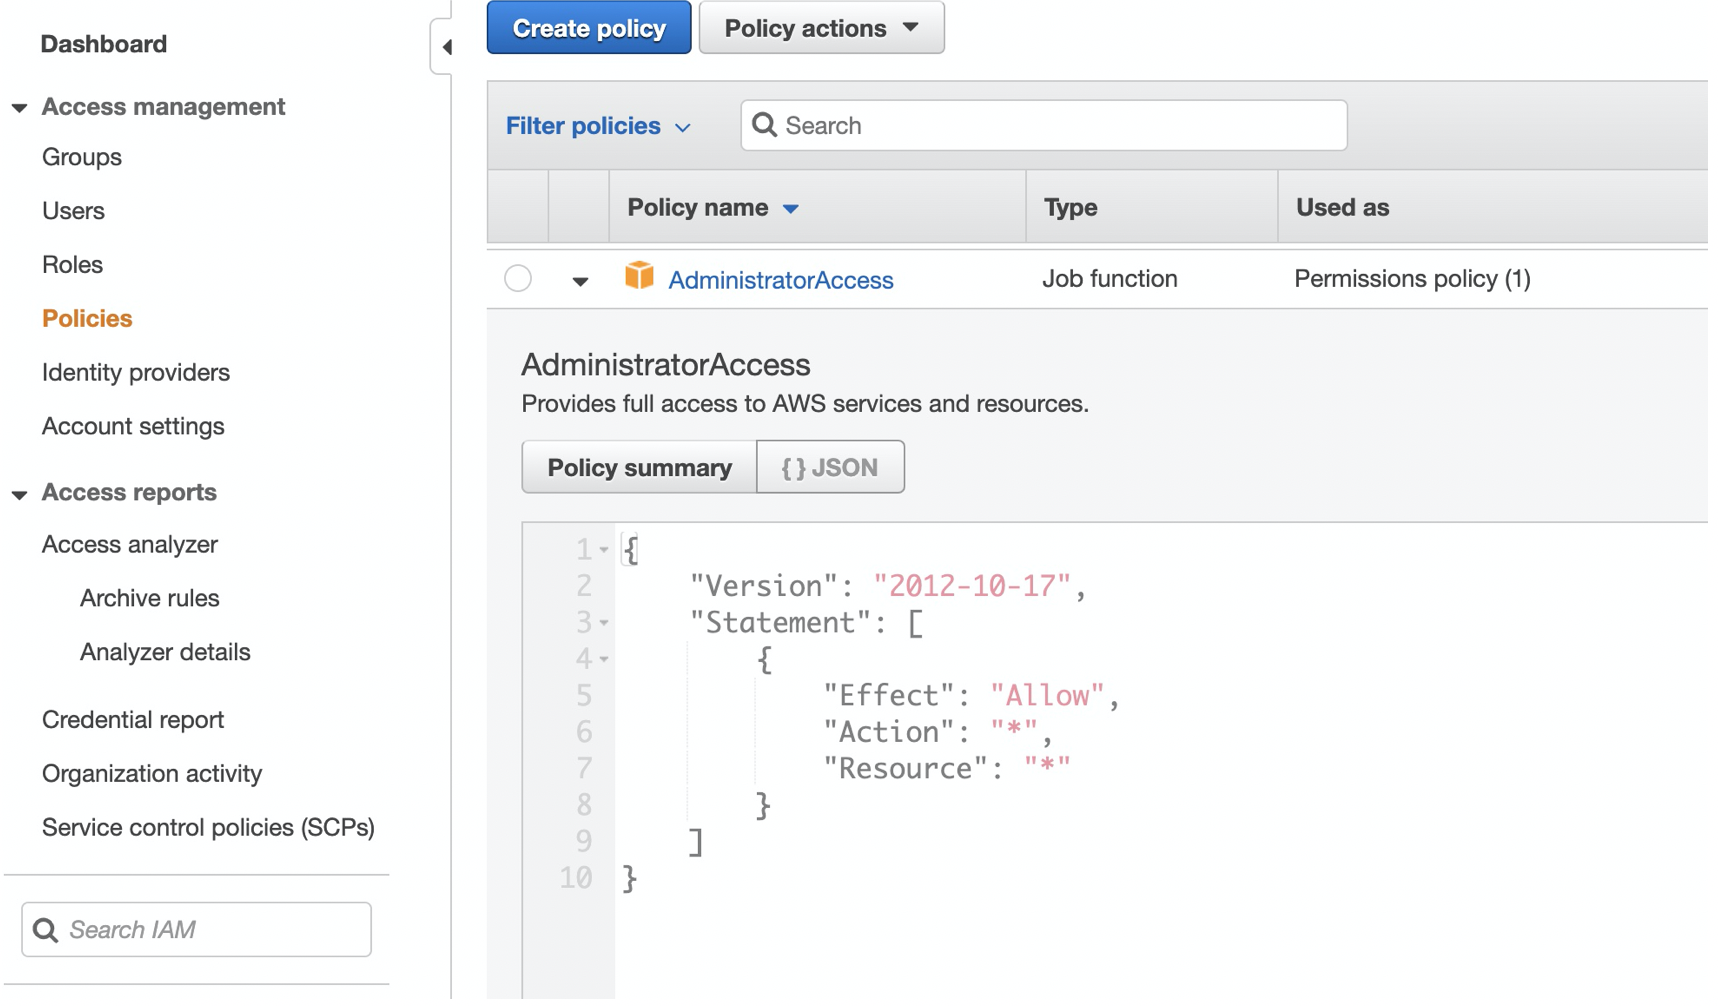 Dashboard
Access management
Groups
Users
Roles
Policies
Identity providers
Account settings
Access reports
Access analyzer
Archive rules
Analyzer details
Credential report
Organization activity
Service control policies (SCPs)
Search IAM
Create policy
Policy actions
Filter policies
Search
Policy name Type Used as
AdministratorAccess Job function Permissions policy (1)
AdministratorAccess
Provides full access to AWS services and resources.
Policy summary { } JSON
1 {
2 "Version": "2012-10-17",
3 "Statement": [
4 {
5 "Effect": "Allow",
6 "Action": "*",
7 "Resource": "*"
8 }
9 ]
10 }